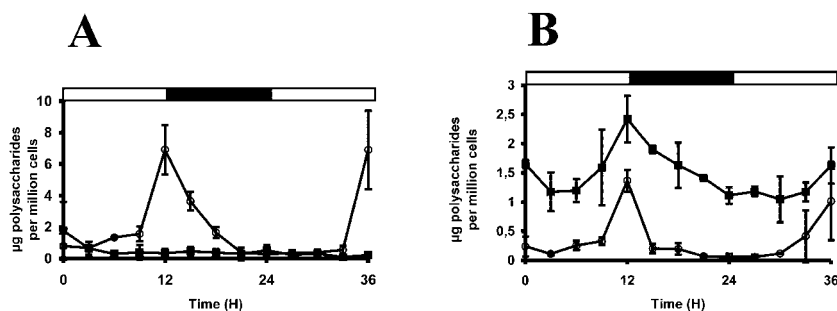 A
B
µg polysaccharides
per million cells
10
8
6
4
2
0
0
12
24
36
Time (H)
µg polysaccharides
per million cells
3
2,5
2
1,5
1
0,5
0
0
12
24
36
Time (H)